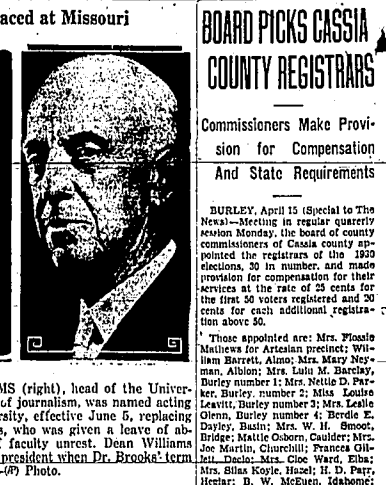 aced at Missouri
MS (right), head of the Univer-
of journalism, was named acting
rsity, effective June 5, replacing
s, who was given a leave of ab-
faculty unrest. Dean Williams
president when Dr. Brooks' term
—(/P) Photo.
BOARD PICKS CASSIA
COUNTY REGISTRARS
Commissioners Make Provi-
sion for Compensation
And State Requirements
BURLEY, April 15 (Special to The
News)—Meeting in regular quarerly
session Monday, the board of county
commissioners of Cassia county ap-
pointed the registrars of the 1930
elections, 30 in number, and made
provision for compensation for their
services at the rate of 25 cents for
the first 50 voters registered and 20
cents for each additional registra-
tion above 50.
Those appointed are: Mrs. Flossie
Mathews for Artesian precinct; Wil-
liam Barrett, Almo; Mrs. Mary Ney-
man, Albion; Mrs. Lulu M. Barclay,
Burley number 1; Mrs. Nettie D. Par-
ker, Burley, number 2; Miss Louise
Leavitt, Burley number 3; Mrs. Leslie
Glenn, Burley number 4; Berdie E.
Dayley, Basin; Mrs. W. H. Smoot,
Bridge; Mattie Osborn, Caulder; Mrs.
Joe Martin, Churchill; Frances Gil-
lett, Declo; Mrs. Cloe Ward, Elba;
Mrs. Silas Koyle, Hazel; H. D. Parr,
Heglar; B. W. McEuen, Idahome;